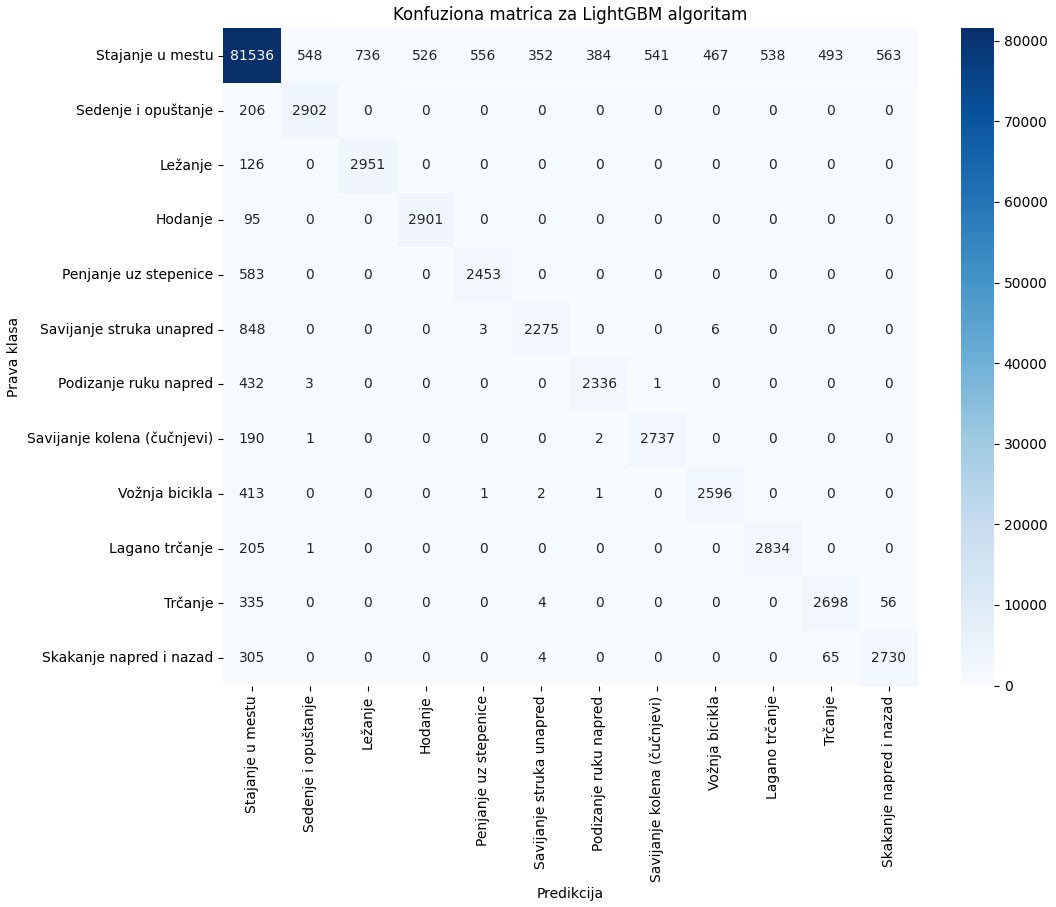 Konfuziona matrica za LightGBM algoritam
Stajanje u mestu 81536 548 736 526 556 352 384 541 467 538 493 563
Sedenje i opuštanje 206 2902 0 0 0 0 0 0 0 0 0 0
Ležanje 126 0 2951 0 0 0 0 0 0 0 0 0
Hodanje 95 0 0 2901 0 0 0 0 0 0 0 0
Penjanje uz stepenice 583 0 0 0 2453 0 0 0 0 0 0 0
Savijanje struka unapred 848 0 0 0 3 2275 0 0 6 0 0 0
Podizanje ruku napred 432 3 0 0 0 0 2336 1 0 0 0 0
Savijanje kolena (čučnjevi) 190 1 0 0 0 0 2 2737 0 0 0 0
Vožnja bicikla 413 0 0 0 1 2 1 0 2596 0 0 0
Lagano trčanje 205 1 0 0 0 0 0 0 0 2834 0 0
Trčanje 335 0 0 0 0 4 0 0 0 0 2698 56
Skakanje napred i nazad 305 0 0 0 0 4 0 0 0 0 65 2730
Prava klasa
Stajanje u mestu
Sedenje i opuštanje
Ležanje
Hodanje
Penjanje uz stepenice
Savijanje struka unapred
Podizanje ruku napred
Savijanje kolena (čučnjevi)
Vožnja bicikla
Lagano trčanje
Trčanje
Skakanje napred i nazad
Predikcija
80000
70000
60000
50000
40000
30000
20000
10000
0